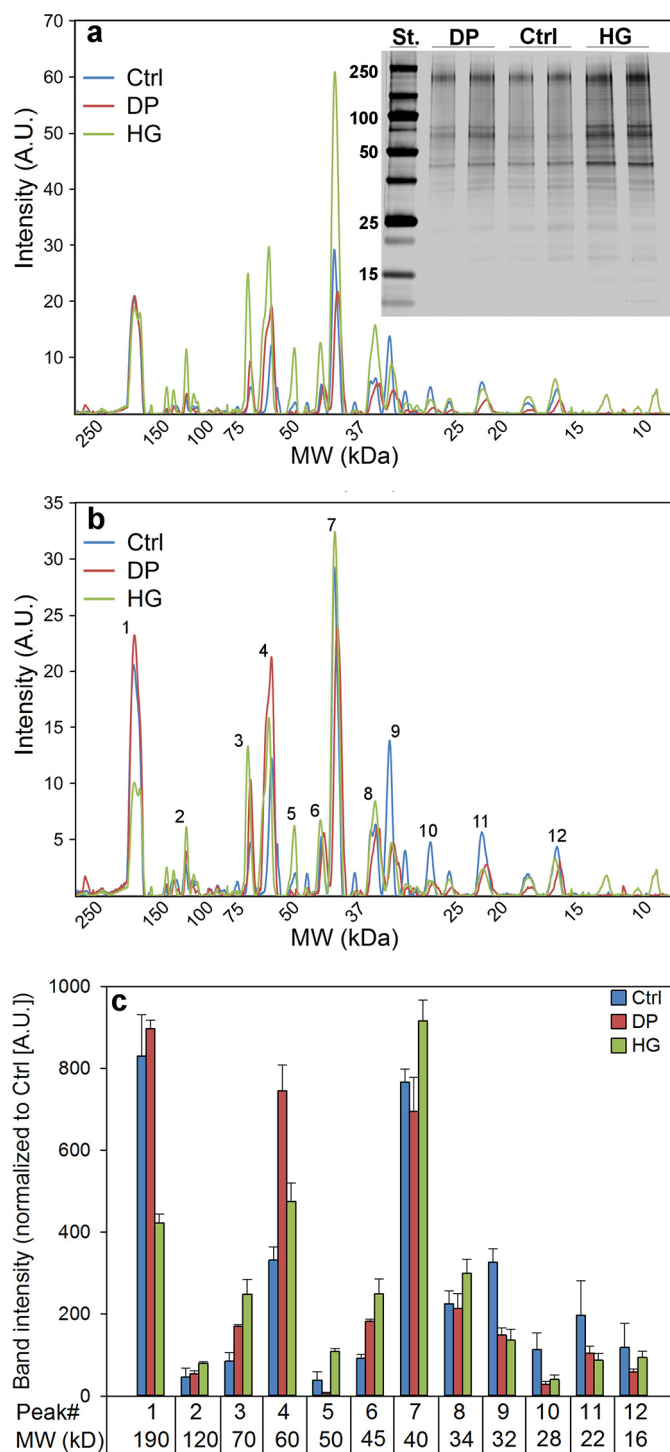 a
St. DP Ctrl HG
250
100
50
25
15
Ctrl
DP
HG
70
60
50
40
30
20
10
Intensity (A.U.)
250 150 100 75 50 37 25 20 15 10
MW (kDa)
b
Ctrl
DP
HG
35
30
25
20
15
10
5
Intensity (A.U.)
1 2 3 4 5 6 7 8 9 10 11 12
250 150 100 75 50 37 25 20 15 10
MW (kDa)
c
Ctrl
DP
HG
1000
800
600
400
200
0
Band intensity (normalized to Ctrl [A.U.])
Peak# 1 2 3 4 5 6 7 8 9 10 11 12
MW (kD) 190 120 70 60 50 45 40 34 32 28 22 16